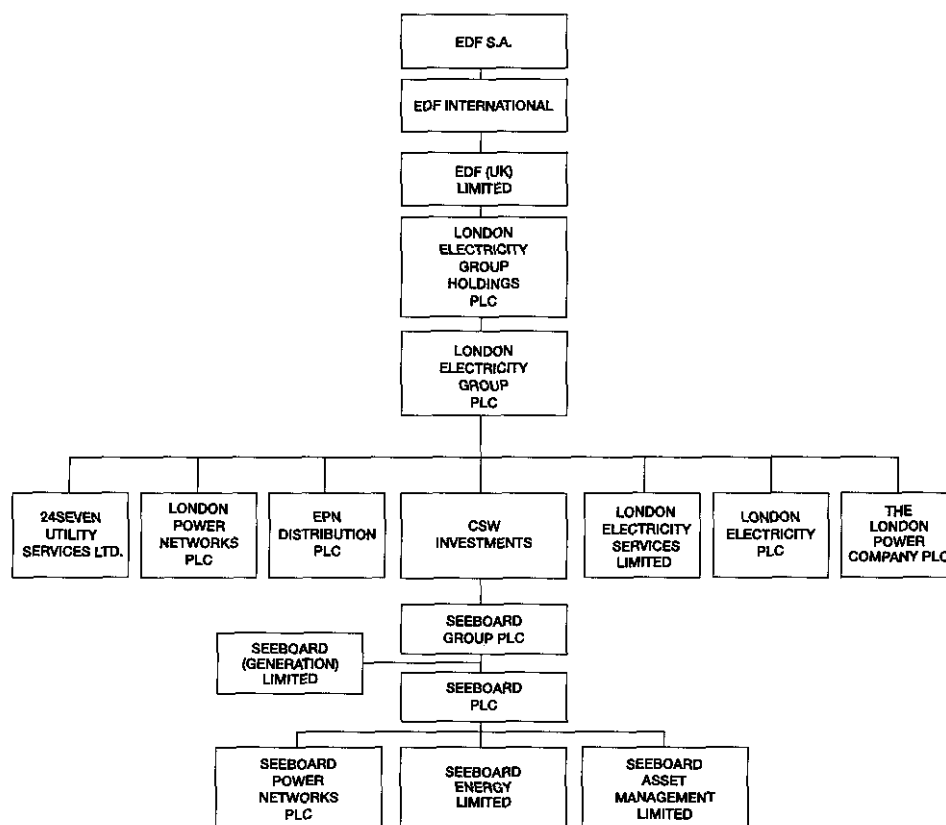 EDF S.A.
EDF INTERNATIONAL
EDF (UK)
LIMITED
LONDON
ELECTRICITY
GROUP
HOLDINGS
PLC
LONDON
ELECTRICITY
GROUP
PLC
24SEVEN
UTILITY
SERVICES LTD.
LONDON
POWER
NETWORKS
PLC
EPN
DISTRIBUTION
PLC
CSW
INVESTMENTS
LONDON
ELECTRICITY
SERVICES
LIMITED
LONDON
ELECTRICITY
PLC
THE
LONDON
POWER
COMPANY PLC
SEEBOARD
GROUP PLC
SEEBOARD
(GENERATION)
LIMITED
SEEBOARD
PLC
SEEBOARD
POWER
NETWORKS
PLC
SEEBOARD
ENERGY
LIMITED
SEEBOARD
ASSET
MANAGEMENT
LIMITED